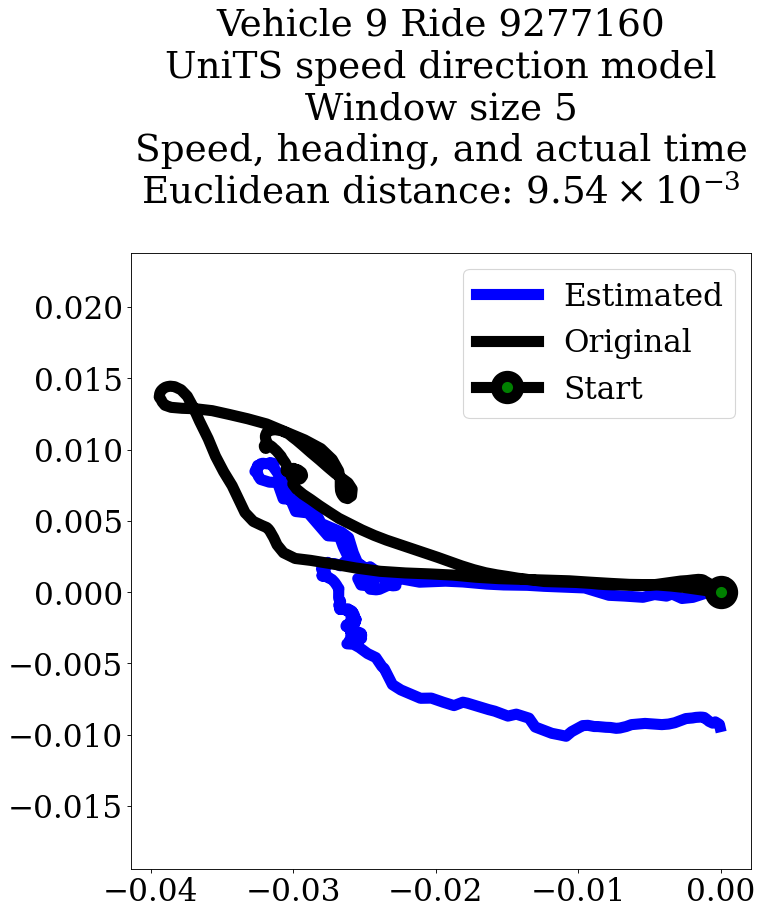 Vehicle 9 Ride 9277160
UniTS speed direction model
Window size 5
Speed, heading, and actual time
Euclidean distance: 9.54 × 10⁻³
Estimated
Original
Start
0.020
0.015
0.010
0.005
0.000
−0.005
−0.010
−0.015
−0.04 −0.03 −0.02 −0.01 0.00